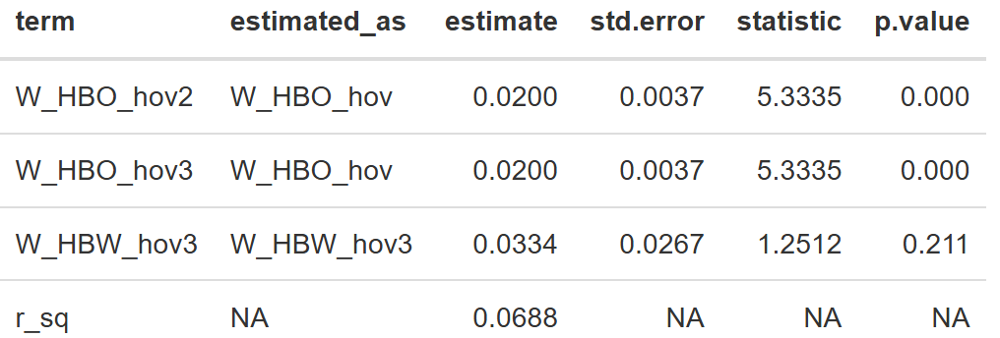 term estimated_as estimate std.error statistic p.value
W_HBO_hov2 W_HBO_hov 0.0200 0.0037 5.3335 0.000
W_HBO_hov3 W_HBO_hov 0.0200 0.0037 5.3335 0.000
W_HBW_hov3 W_HBW_hov3 0.0334 0.0267 1.2512 0.211
r_sq NA 0.0688 NA NA NA